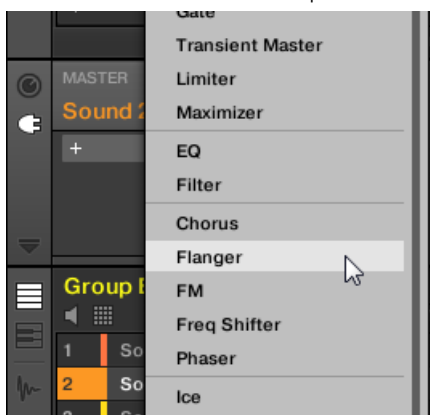 Gate
Transient Master
MASTER
Limiter
Sound 2
Maximizer
+
EQ
Filter
Chorus
Flanger
Group
FM
Freq Shifter
1 So
Phaser
2 So
Ice